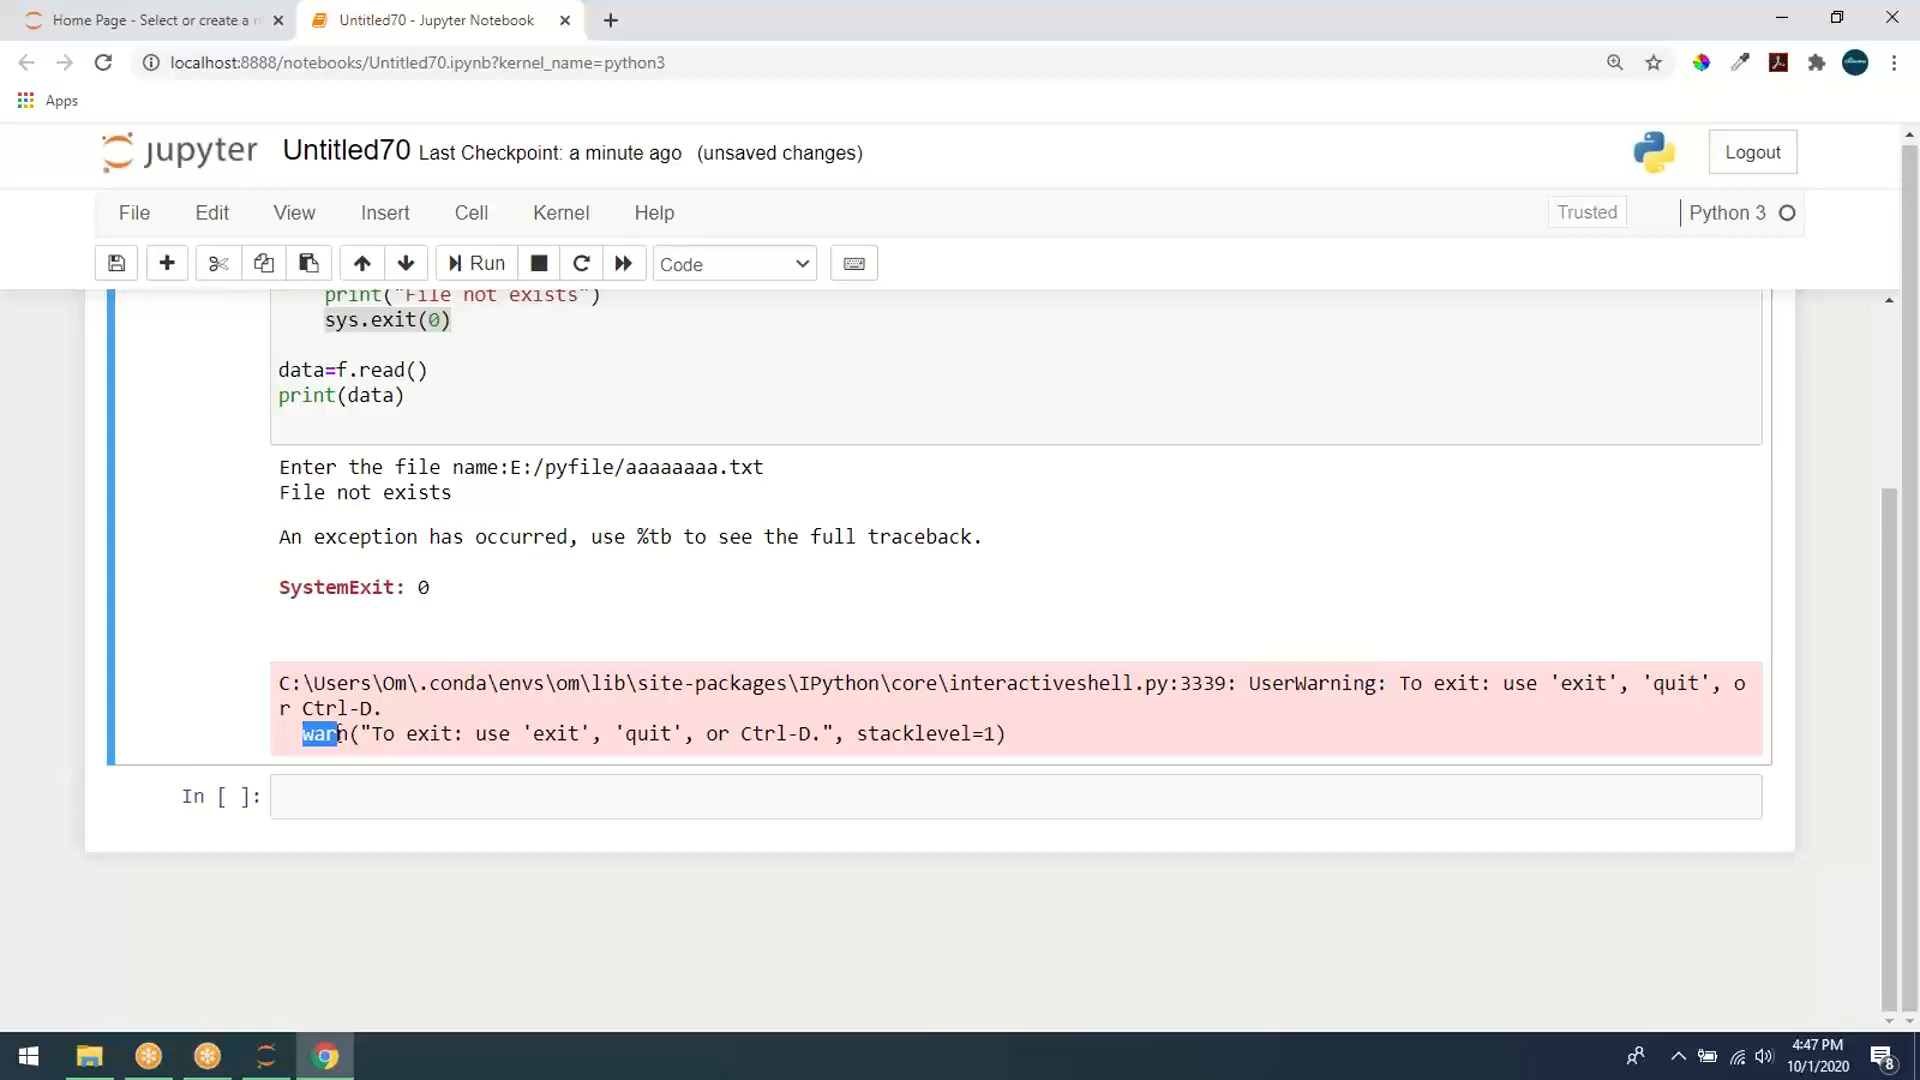 Home Page - Select or create a n
Untitled70 - Jupyter Notebook
localhost:8888/notebooks/Untitled70.ipynb?kernel_name=python3
Apps
jupyter Untitled70 Last Checkpoint: a minute ago (unsaved changes)
Logout
File Edit View Insert Cell Kernel Help
Trusted
Python 3
Run
Code
print("File not exists")
sys.exit(0)
data=f.read()
print(data)
Enter the file name:E:/pyfile/aaaaaaaa.txt
File not exists
An exception has occurred, use %tb to see the full traceback.
SystemExit: 0
C:\Users\Om\.conda\envs\om\lib\site-packages\IPython\core\interactiveshell.py:3339: UserWarning: To exit: use 'exit', 'quit', o
r Ctrl-D.
warn("To exit: use 'exit', 'quit', or Ctrl-D.", stacklevel=1)
In [ ]:
4:47 PM
10/1/2020
8